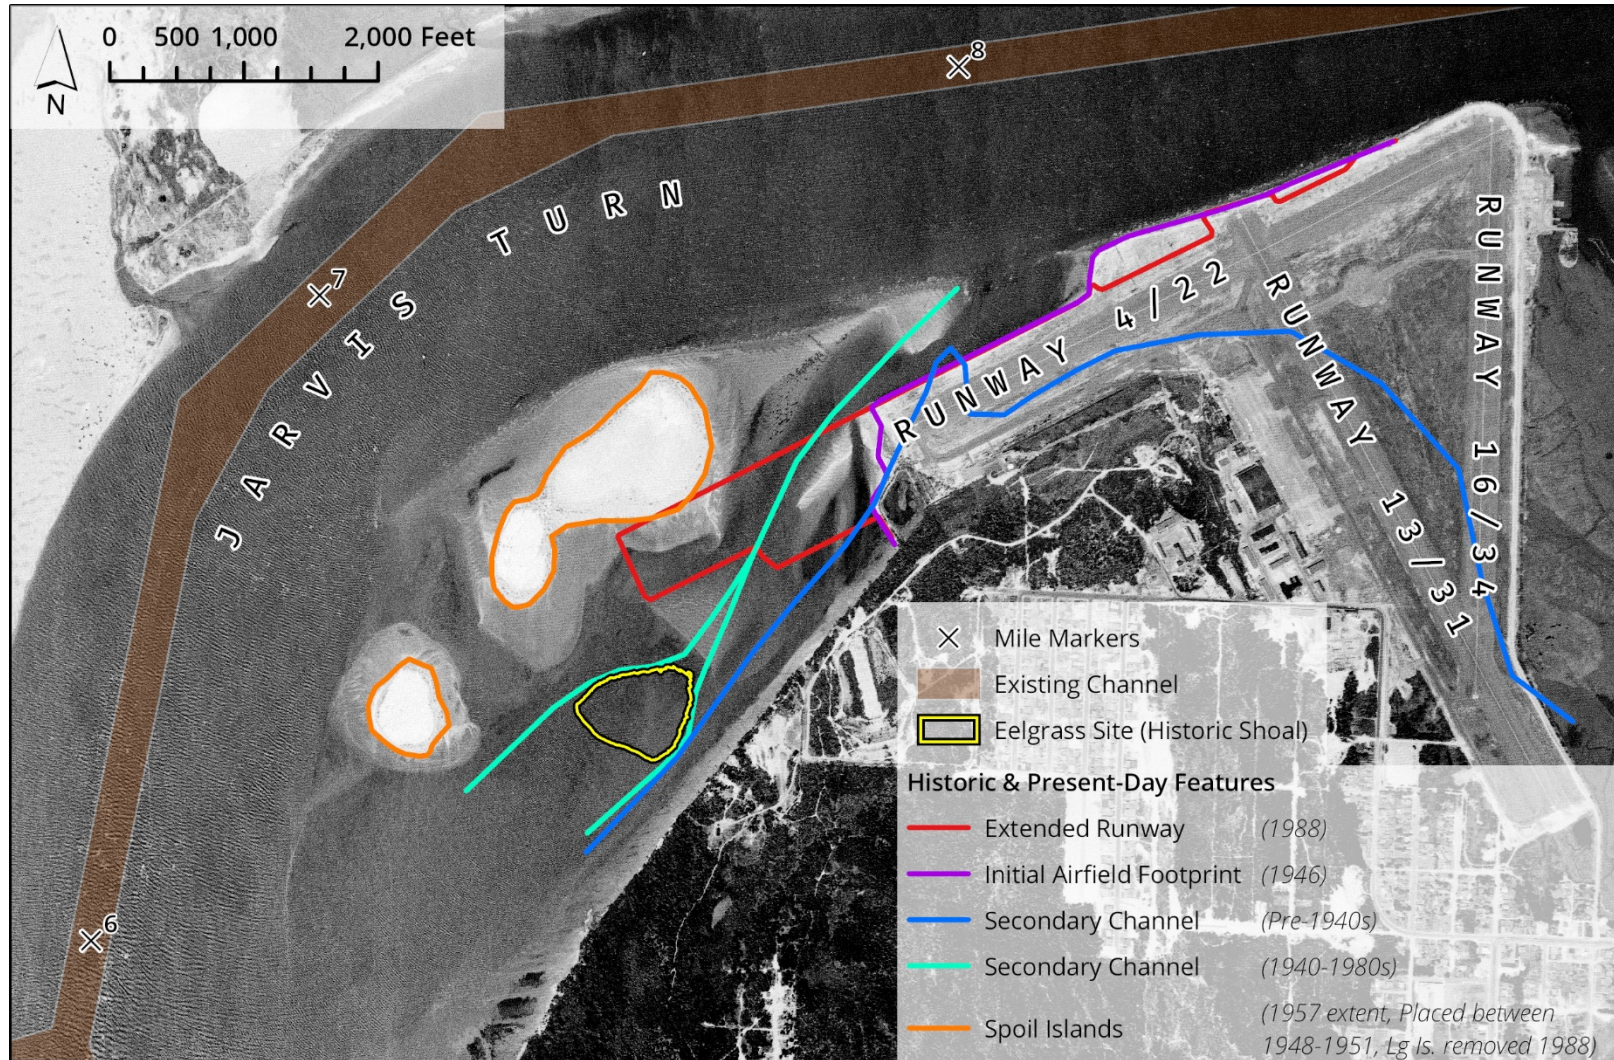 0 500 1,000 2,000 Feet
N
8
7
6
JARVIS TURN
RUNWAY 4/22
RUNWAY 13/31
RUNWAY 16/34
Mile Markers
Existing Channel
Eelgrass Site (Historic Shoal)
Historic & Present-Day Features
Extended Runway (1988)
Initial Airfield Footprint (1946)
Secondary Channel (Pre-1940s)
Secondary Channel (1940-1980s)
Spoil Islands (1957 extent, Placed between
1948-1951, Lg Is. removed 1988)